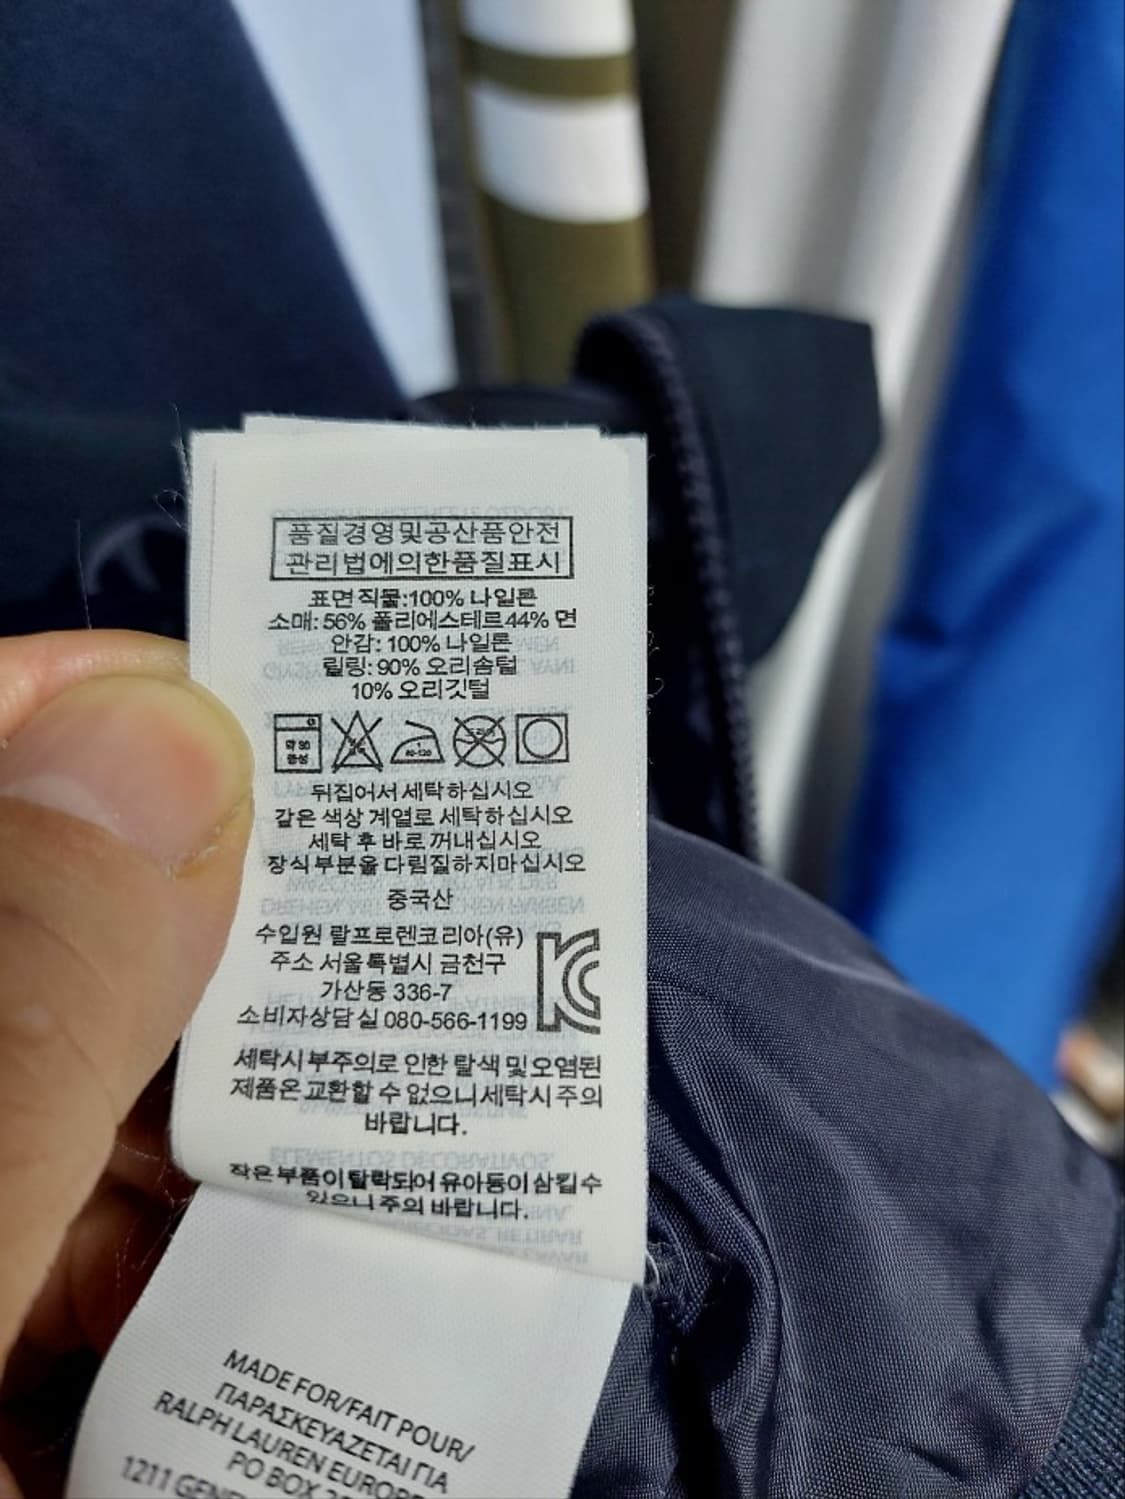 품질경영및공산품안전
관리법에의한품질표시
표면직물:100% 나일론
소매: 56% 폴리에스테르44% 면
안감: 100% 나일론
필링: 90% 오리솜털
10% 오리깃털
뒤집어서 세탁하십시오
같은 색상 계열로 세탁하십시오
세탁 후 바로 꺼내십시오
장식부분을 다림질하지마십시오
중국산
수입원 랄프로렌코리아(유)
주소 서울특별시 금천구
가산동 336-7
소비자상담실 080-566-1199
세탁시부주의로 인한 탈색 및오염된
제품은교환할 수 없으니세탁시주의
바랍니다.
작은부품이탈락되어유아등이삼킬수
있으니주의 바랍니다.
MADE FOR/FAIT POUR/
ΠΑΡΑΣΚΕΥΑΖΕΤΑΙ ΓΙΑ
RALPH LAUREN EUROPE
PO BOX
1211